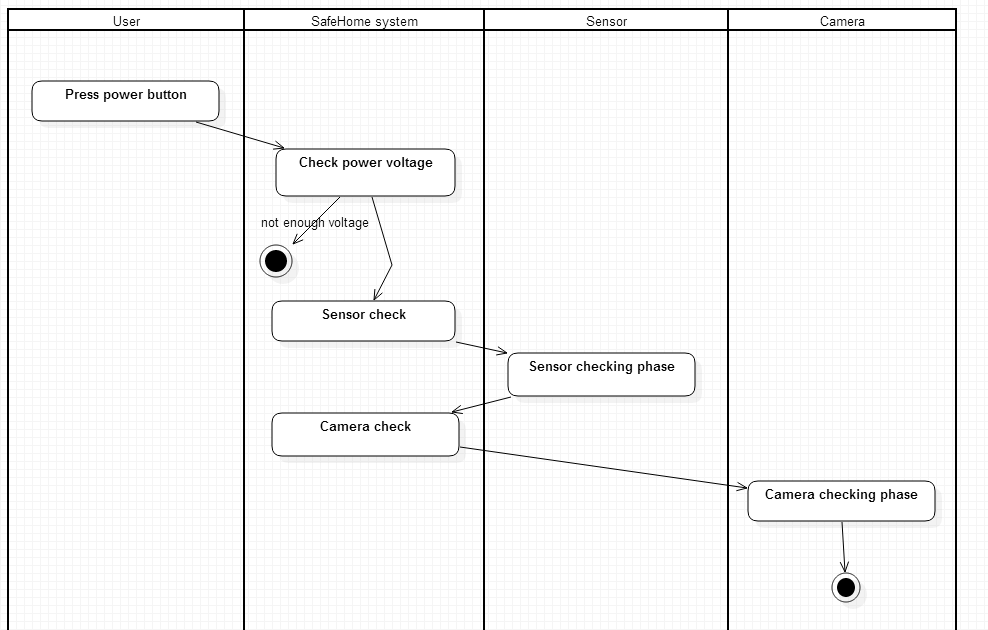 User
SafeHome system
Sensor
Camera
Press power button
Check power voltage
not enough voltage
Sensor check
Sensor checking phase
Camera check
Camera checking phase